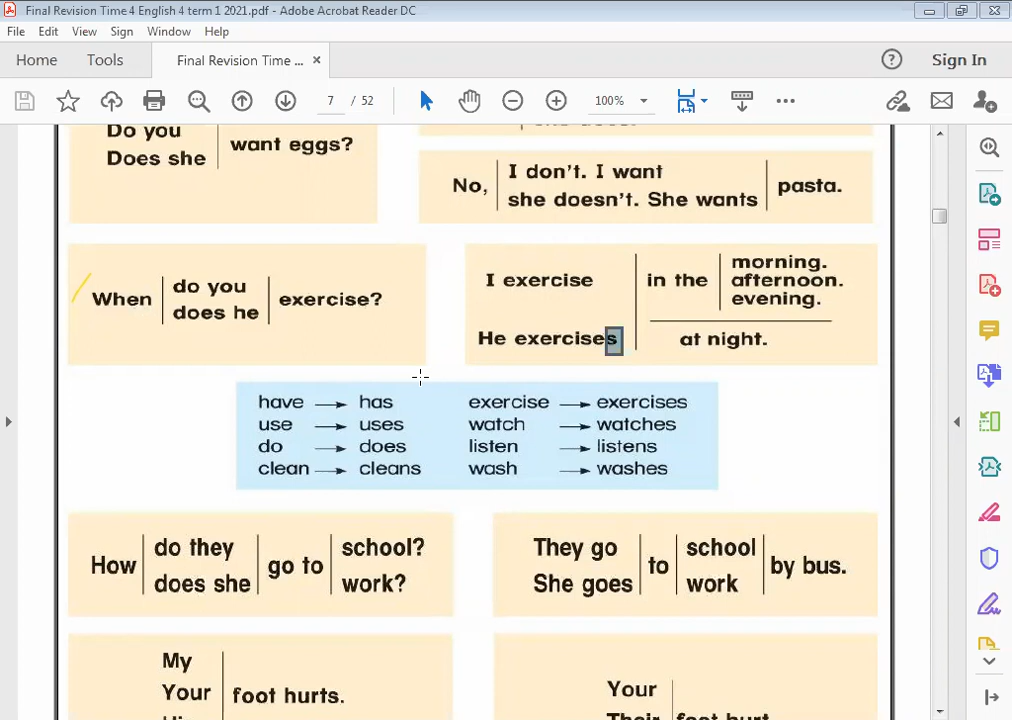 Final Revision Time 4 English 4 term 1 2021.pdf - Adobe Acrobat Reader DC
File Edit View Sign Window Help
Home Tools Final Revision Time ... × Sign In
7 / 52 100%
Do you
Does she
want eggs?
No,
I don't. I want
she doesn't. She wants
pasta.
When
do you
does he
exercise?
I exercise
He exercises
in the
morning.
afternoon.
evening.
at night.
have → has exercise → exercises
use → uses watch → watches
do → does listen → listens
clean → cleans wash → washes
How
do they
does she
go to
school?
work?
They go
She goes
to
school
work
by bus.
My
Your
foot hurts.
Your